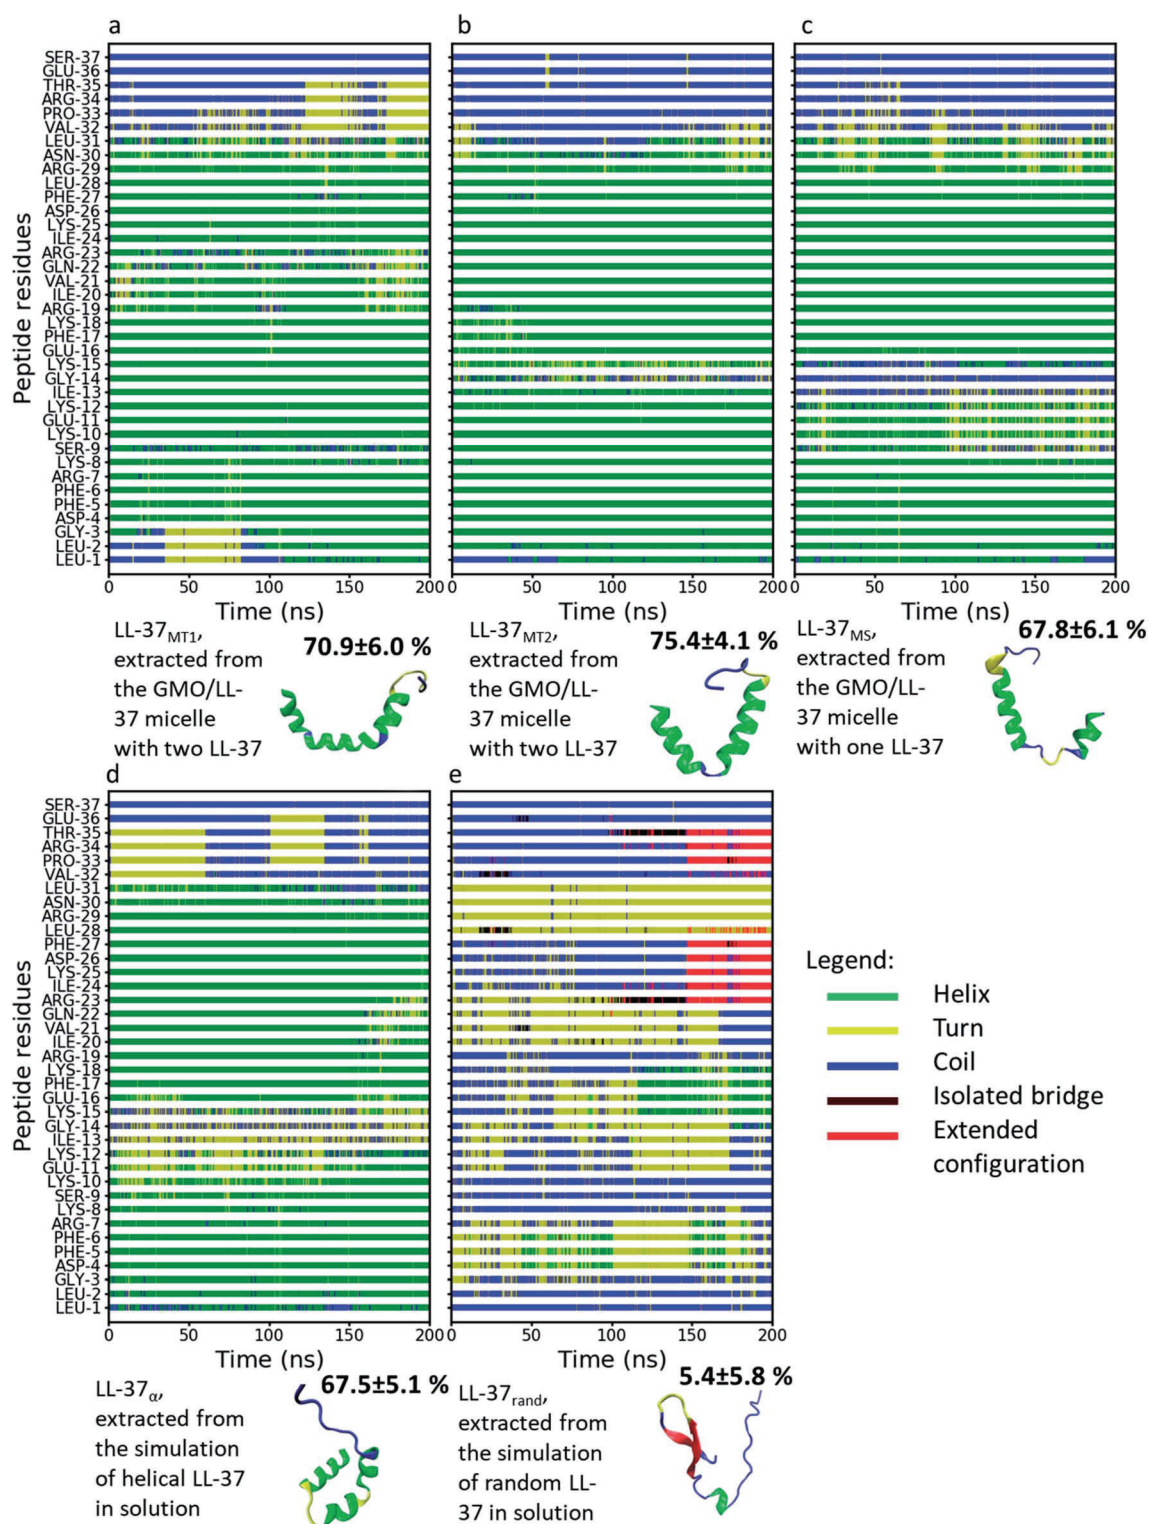 a
b
c
Peptide residues
SER-37
GLU-36
THR-35
ARG-34
PRO-33
VAL-32
LEU-31
ASN-30
ARG-29
LEU-28
PHE-27
ASP-26
LYS-25
ILE-24
ARG-23
GLN-22
VAL-21
ILE-20
ARG-19
LYS-18
PHE-17
GLU-16
LYS-15
GLY-14
ILE-13
LYS-12
GLU-11
LYS-10
SER-9
LYS-8
ARG-7
PHE-6
PHE-5
ASP-4
GLY-3
LEU-2
LEU-1
0 50 100 150 200
0 50 100 150 200
0 50 100 150 200
Time (ns)
Time (ns)
Time (ns)
LL-37MT1,
extracted from
the GMO/LL-
37 micelle
with two LL-37
70.9±6.0 %
LL-37MT2,
extracted from
the GMO/LL-
37 micelle
with two LL-37
75.4±4.1 %
LL-37MS,
extracted from
the GMO/LL-
37 micelle
with one LL-37
67.8±6.1 %
d
e
Peptide residues
SER-37
GLU-36
THR-35
ARG-34
PRO-33
VAL-32
LEU-31
ASN-30
ARG-29
LEU-28
PHE-27
ASP-26
LYS-25
ILE-24
ARG-23
GLN-22
VAL-21
ILE-20
ARG-19
LYS-18
PHE-17
GLU-16
LYS-15
GLY-14
ILE-13
LYS-12
GLU-11
LYS-10
SER-9
LYS-8
ARG-7
PHE-6
PHE-5
ASP-4
GLY-3
LEU-2
LEU-1
0 50 100 150 200
0 50 100 150 200
Time (ns)
Time (ns)
Legend:
Helix
Turn
Coil
Isolated bridge
Extended
configuration
LL-37α,
extracted from
the simulation
of helical LL-37
in solution
67.5±5.1 %
LL-37rand,
extracted from
the simulation
of random LL-
37 in solution
5.4±5.8 %